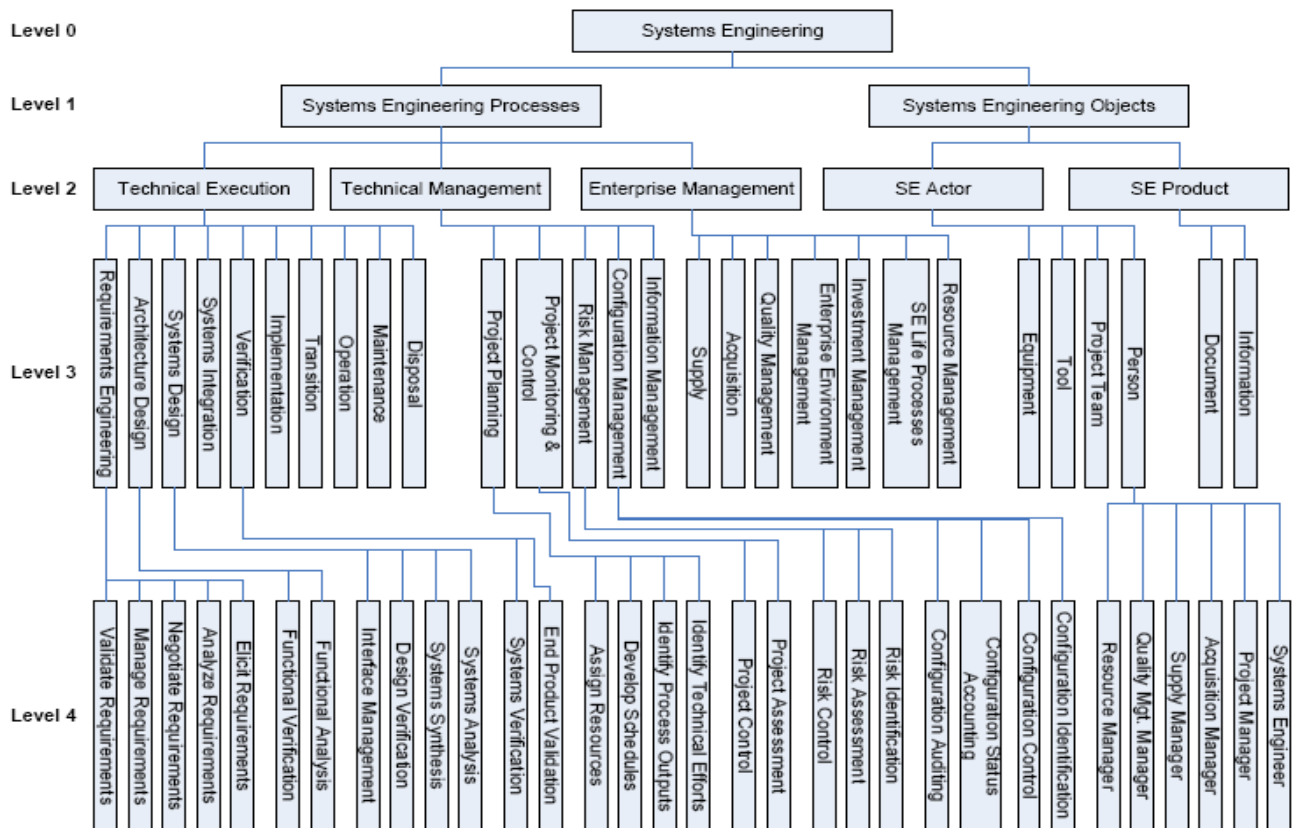 Level 0
Systems Engineering
Level 1
Systems Engineering Processes
Systems Engineering Objects
Level 2
Technical Execution
Technical Management
Enterprise Management
SE Actor
SE Product
Level 3
Requirements Engineering
Architecture Design
Systems Design
Systems Integration
Verification
Implementation
Transition
Operation
Maintenance
Disposal
Project Planning
Project Monitoring &
Control
Risk Management
Configuration Management
Information Management
Supply
Acquisition
Quality Management
Enterprise Environment
Management
Investment Management
SE Life Processes
Management
Resource Management
Equipment
Tool
Project Team
Person
Document
Information
Level 4
Validate Requirements
Manage Requirements
Negotiate Requirements
Analyze Requirements
Elicit Requirements
Functional Verification
Functional Analysis
Interface Management
Design Verification
Systems Synthesis
Systems Analysis
Systems Verification
End Product Validation
Assign Resources
Develop Schedules
Identify Process Outputs
Identify Technical Efforts
Project Control
Project Assessment
Risk Control
Risk Assessment
Risk Identification
Configuration Auditing
Configuration Status
Accounting
Configuration Control
Configuration Identification
Resource Manager
Quality Mgt. Manager
Supply Manager
Acquisition Manager
Project Manager
Systems Engineer